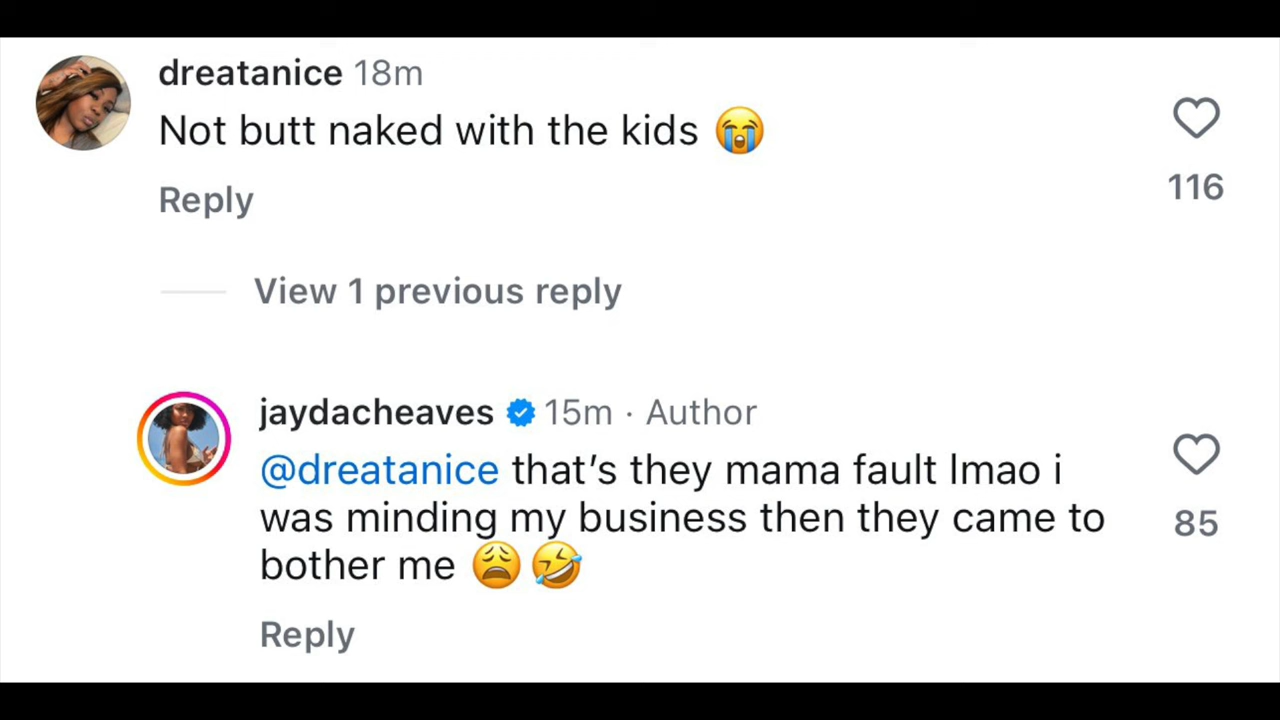 dreatanice 18m
Not butt naked with the kids 😭
116
Reply
View 1 previous reply
jaydacheaves 15m · Author
@dreatanice that’s they mama fault lmao i
was minding my business then they came to
bother me 😩🤣
85
Reply